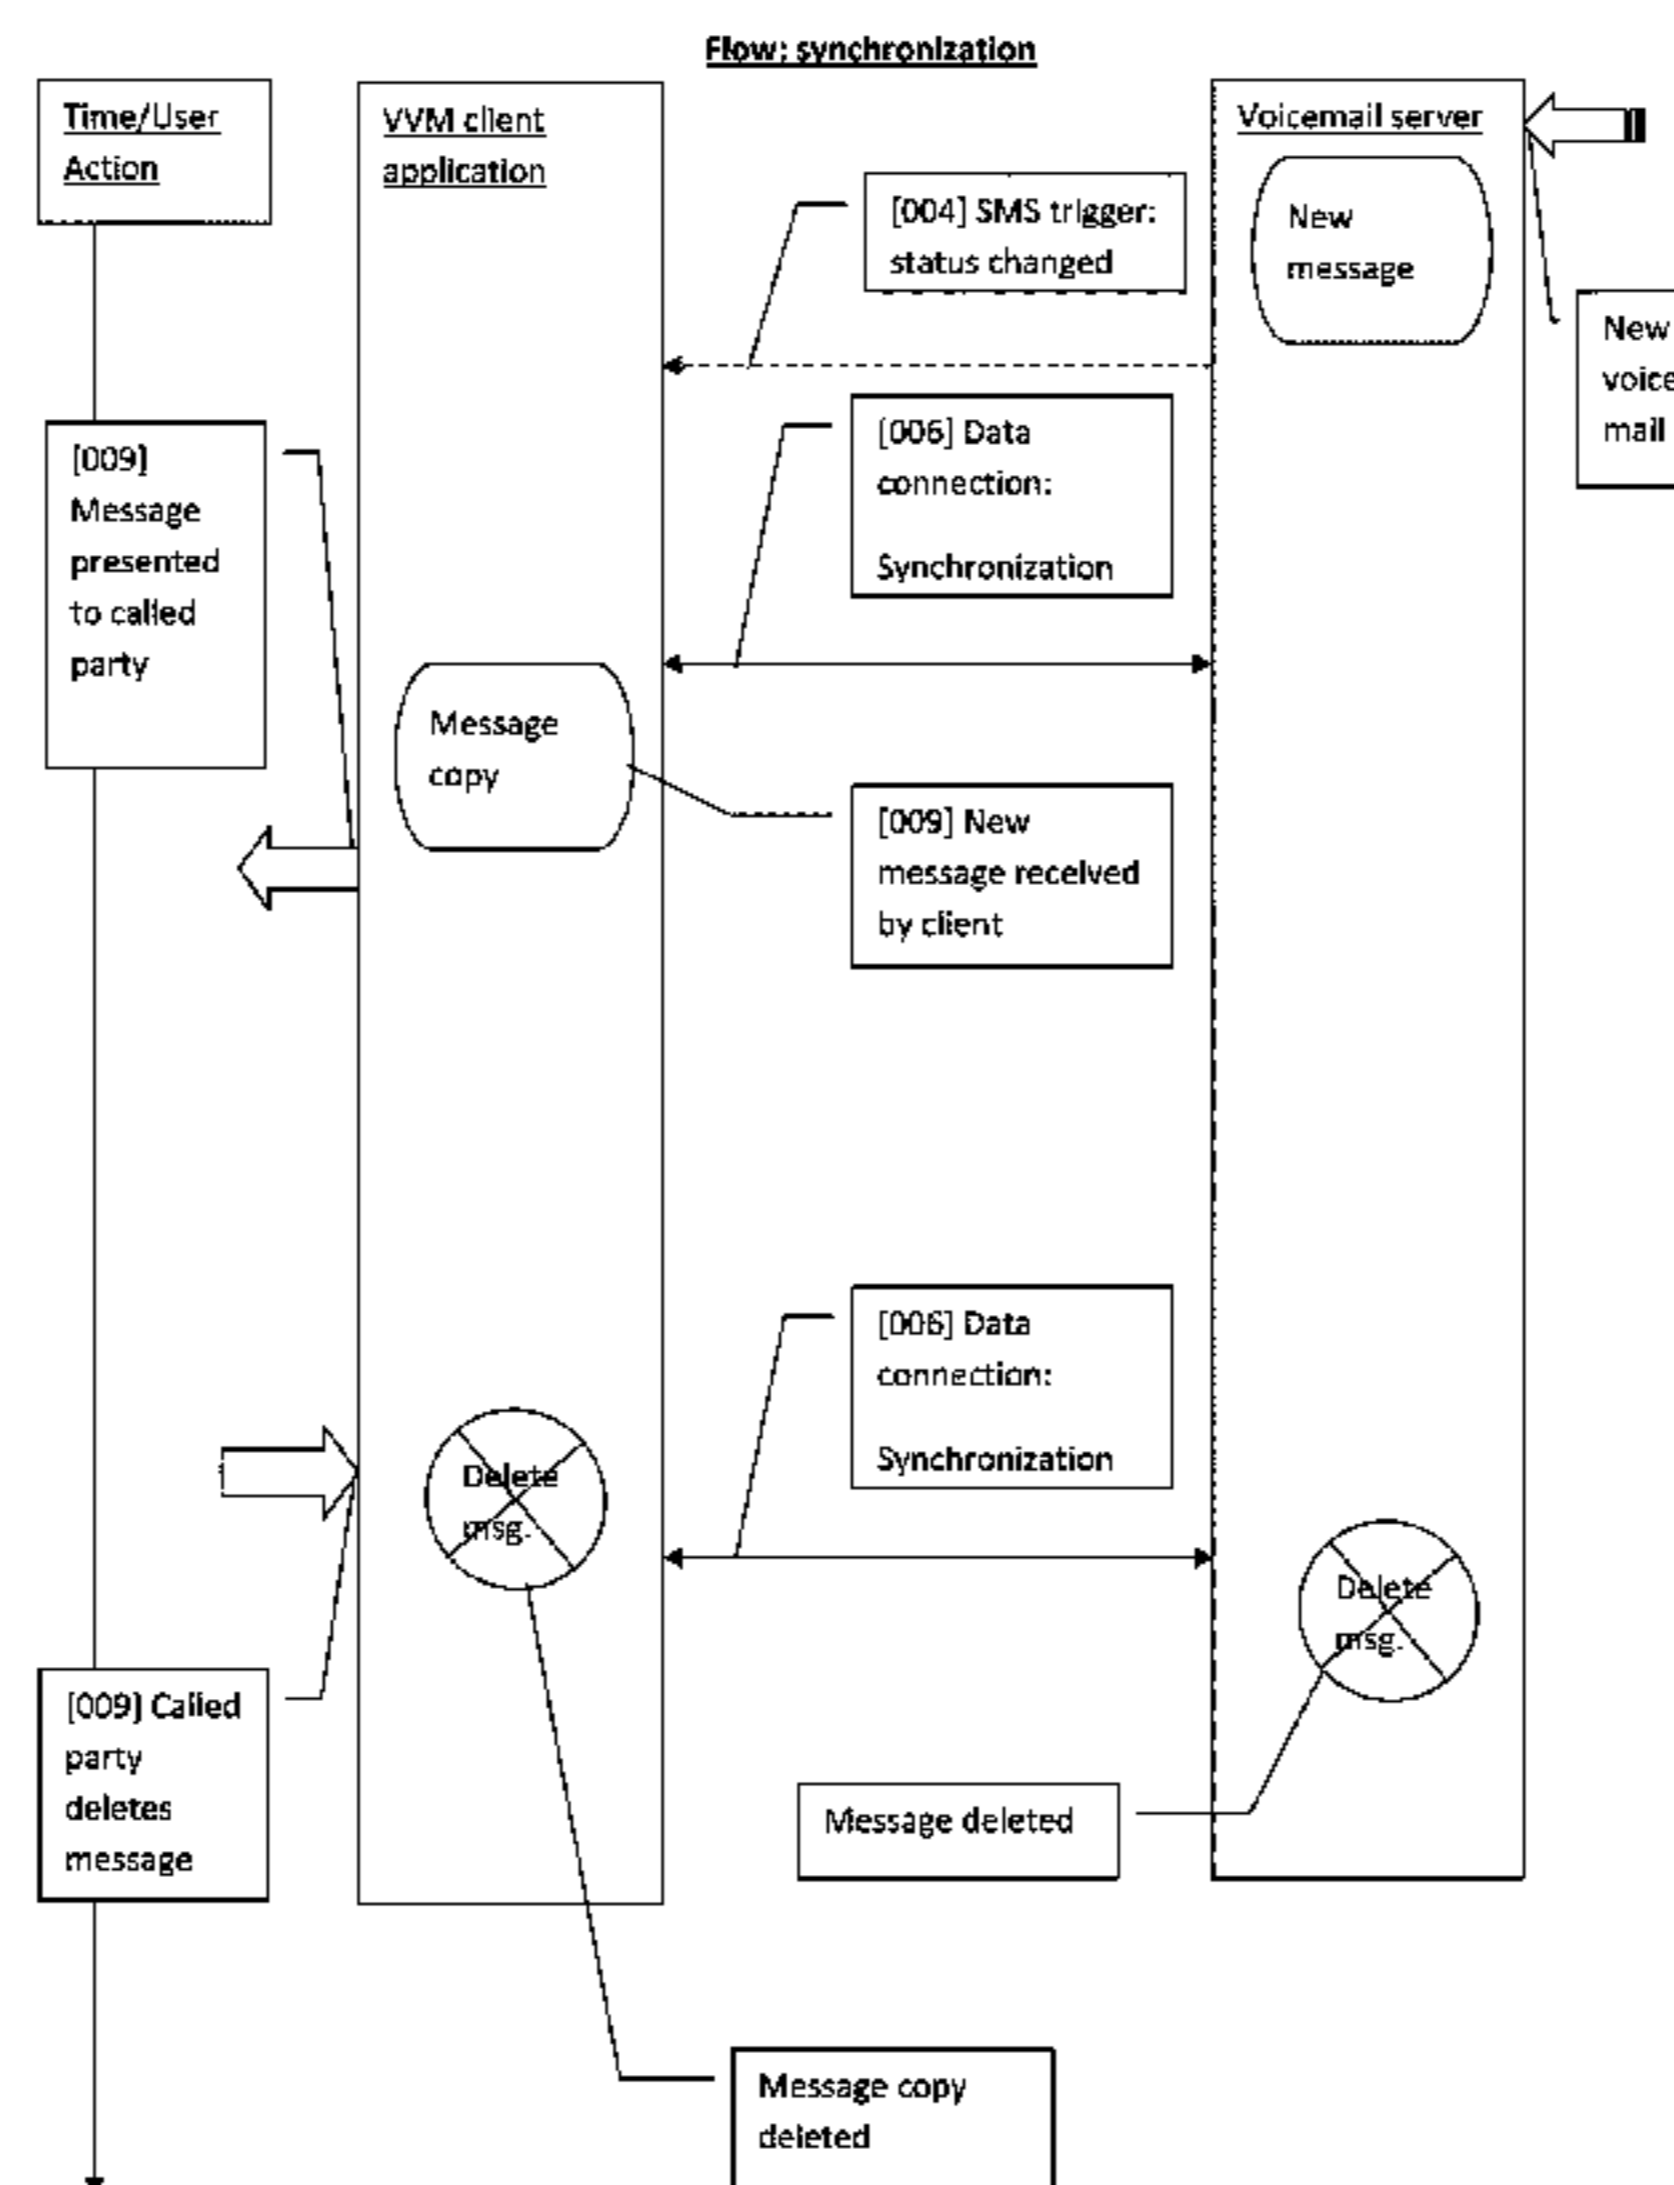 Flow: synchronization
Time/User
Action
VVM client
application
Voicemail server
[004] SMS trigger:
status changed
New
message
New
voice
mail
[006] Data
connection:
Synchronization
[009]
Message
presented
to called
party
Message
copy
[009] New
message received
by client
[006] Data
connection:
Synchronization
Delete
msg.
Delete
msg.
[009] Called
party
deletes
message
Message deleted
Message copy
deleted